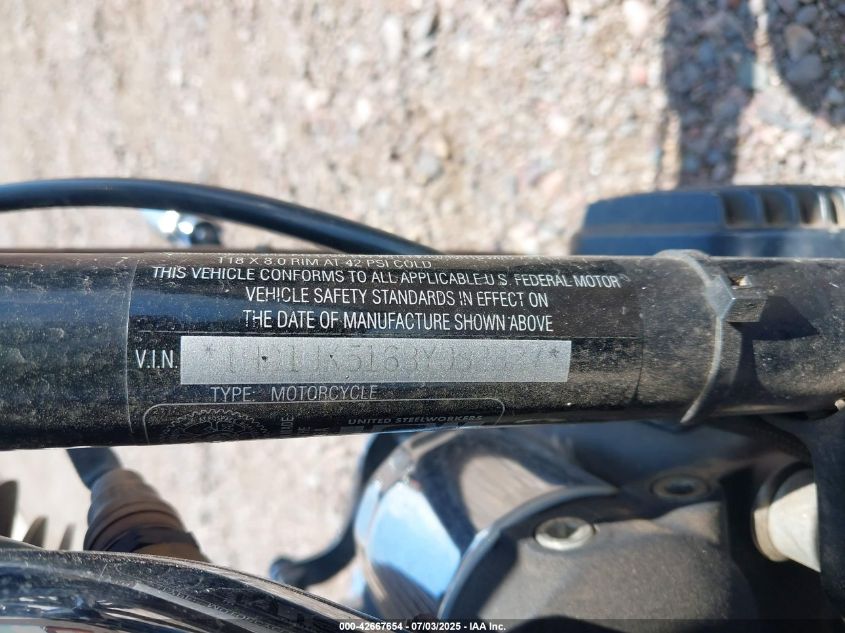 T18 X 8.0 RIM AT 42 PSI COLD
THIS VEHICLE CONFORMS TO ALL APPLICABLE U.S. FEDERAL MOTOR
VEHICLE SAFETY STANDARDS IN EFFECT ON
THE DATE OF MANUFACTURE SHOWN ABOVE
V.I.N.
TYPE: MOTORCYCLE
UNITED STEELWORKERS
000-42667654 - 07/03/2025 - IAA Inc.